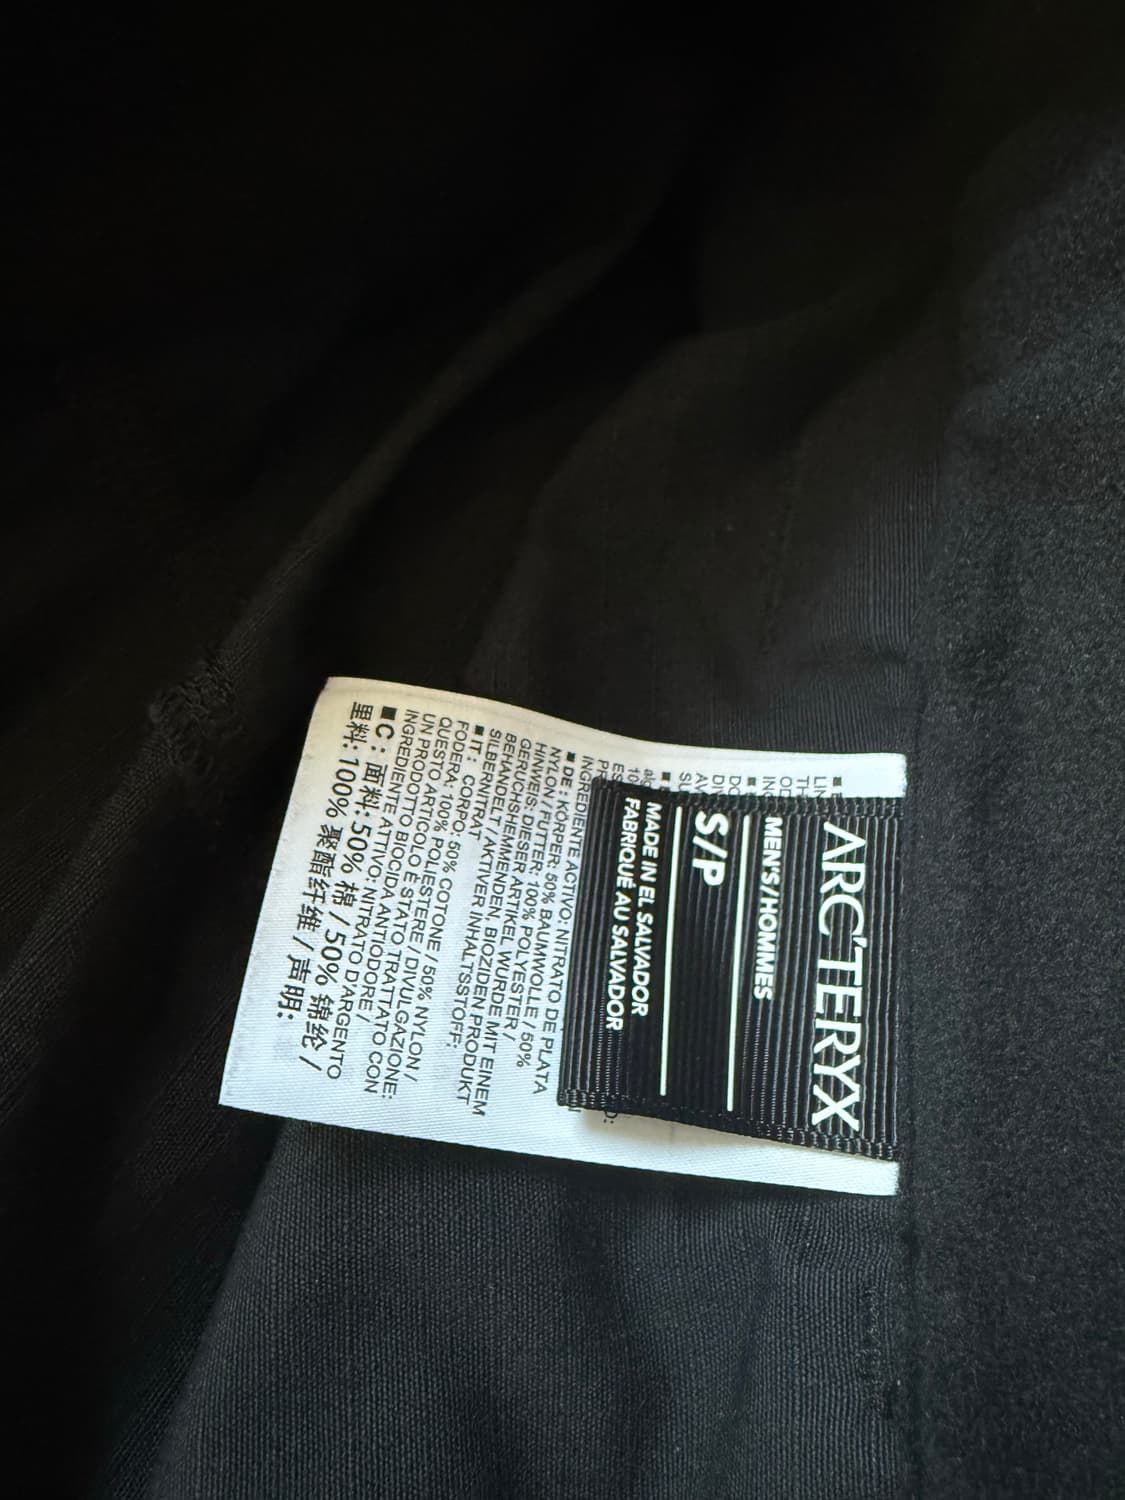 ARC'TERYX
MEN'S/HOMMES
S/P
MADE IN EL SALVADOR
FABRIQUÉ AU SALVADOR
INGREDIENTE ACTIVO: NITRATO DE PLATA
■ DE : KÖRPER: 50% BAUMWOLLE / 50%
NYLON / FUTTER: 100% POLYESTER /
HINWEIS: DIESER ARTIKEL WURDE MIT EINEM
GERUCHSHEMMENDEN, BIOZIDEN PRODUKT
BEHANDELT / AKTIVER INHALTSSTOFF:
SILBERNITRAT
■ IT : CORPO: 50% COTONE / 50% NYLON /
FODERA: 100% POLIESTERE / DIVULGAZIONE:
QUESTO ARTICOLO È STATO TRATTATO CON
UN PRODOTTO BIOCIDA ANTIODORE /
INGREDIENTE ATTIVO: NITRATO D'ARGENTO
■ C : 面料: 50% 棉 / 50% 锦纶 /
里料: 100% 聚酯纤维 / 声明: